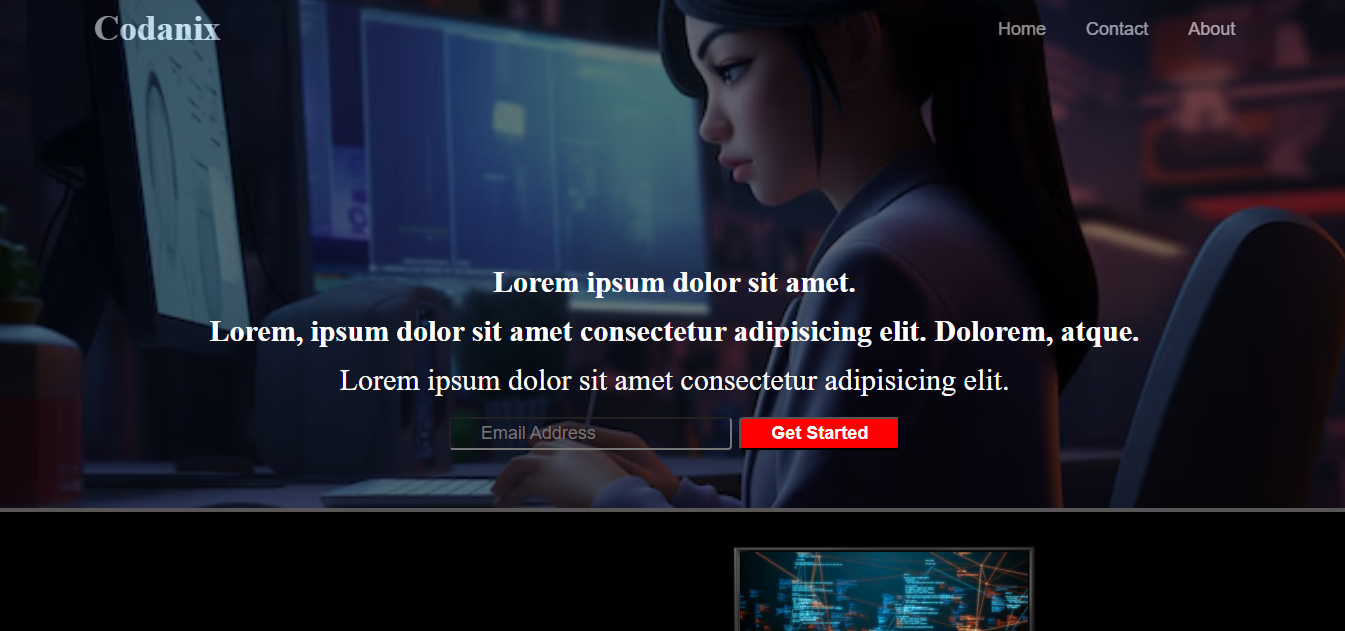 Codanix
Home Contact About
Lorem ipsum dolor sit amet.
Lorem, ipsum dolor sit amet consectetur adipisicing elit. Dolorem, atque.
Lorem ipsum dolor sit amet consectetur adipisicing elit.
Email Address Get Started